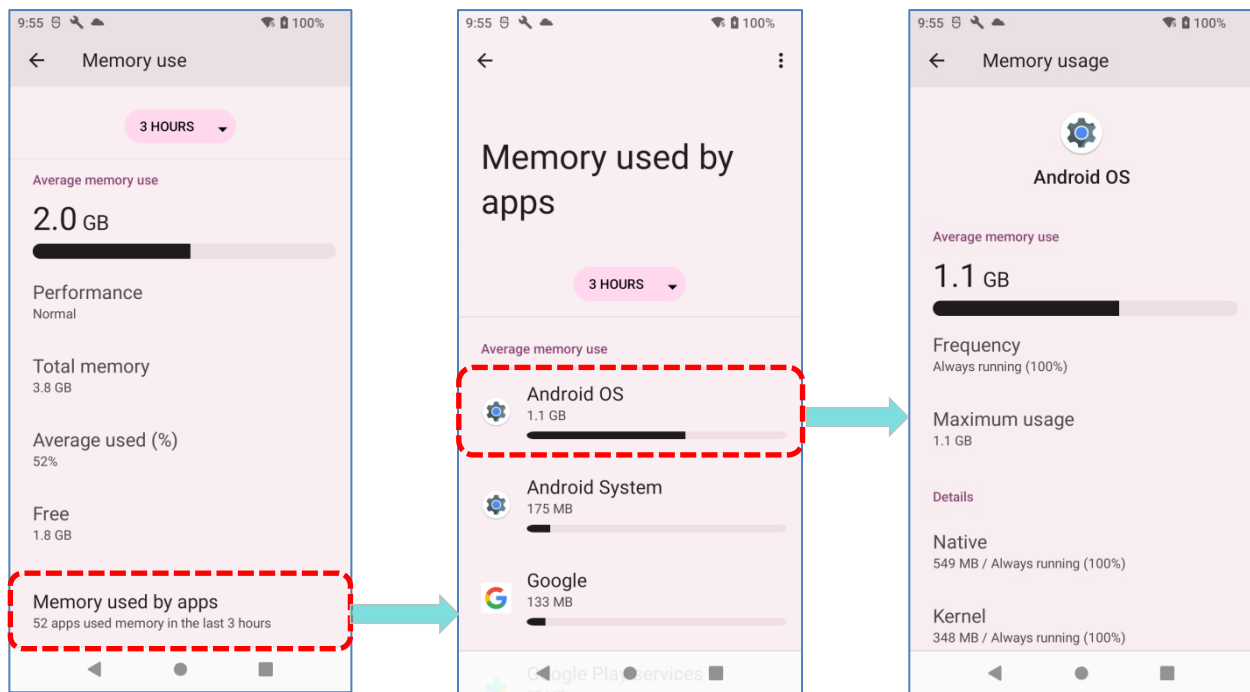 9:55 100%
Memory use
3 HOURS
Average memory use
2.0 GB
Performance
Normal
Total memory
3.8 GB
Average used (%)
52%
Free
1.8 GB
Memory used by apps
52 apps used memory in the last 3 hours
9:55 100%
Memory used by
apps
3 HOURS
Average memory use
Android OS
1.1 GB
Android System
175 MB
Google
133 MB
Google Play services
9:55 100%
Memory usage
Android OS
Average memory use
1.1 GB
Frequency
Always running (100%)
Maximum usage
1.1 GB
Details
Native
549 MB / Always running (100%)
Kernel
348 MB / Always running (100%)